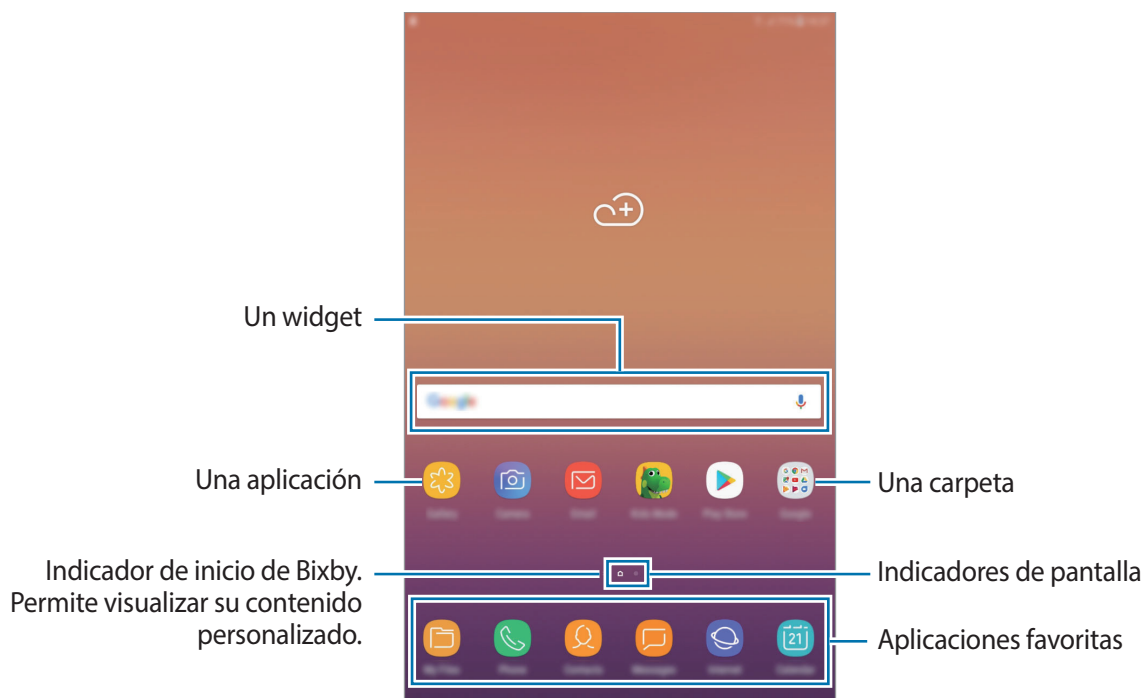 Un widget
Una aplicación
Una carpeta
Indicador de inicio de Bixby.
Permite visualizar su contenido
personalizado.
Indicadores de pantalla
21
Aplicaciones favoritas